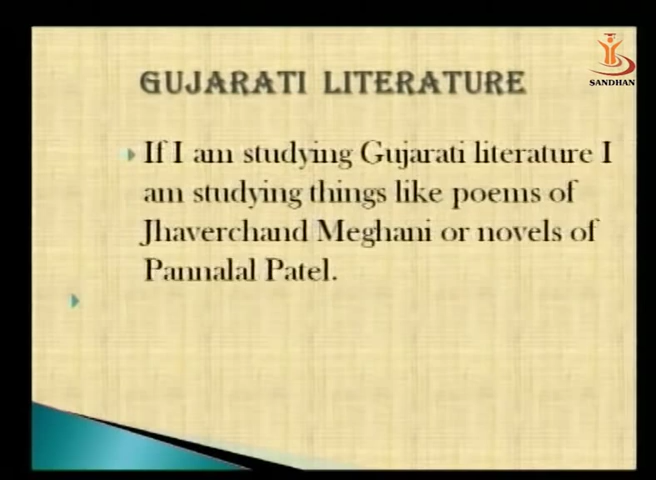 SANDHAN
GUJARATI LITERATURE
If I am studying Gujarati literature I
am studying things like poems of
Jhaverchand Meghani or novels of
Pannalal Patel.